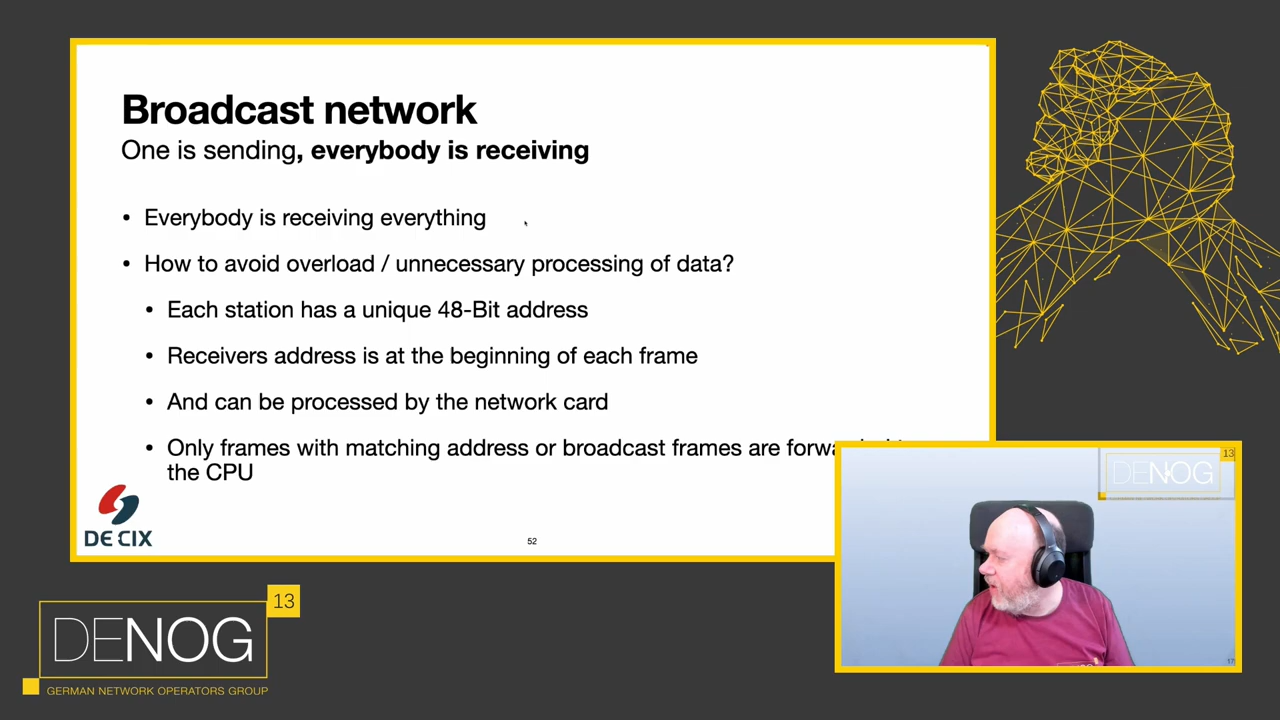 Broadcast network
One is sending, everybody is receiving
• Everybody is receiving everything
• How to avoid overload / unnecessary processing of data?
• Each station has a unique 48-Bit address
• Receivers address is at the beginning of each frame
• And can be processed by the network card
• Only frames with matching address or broadcast frames are
the CPU
DE CIX
52
DENOG
13
DENOG
13
GERMAN NETWORK OPERATORS GROUP